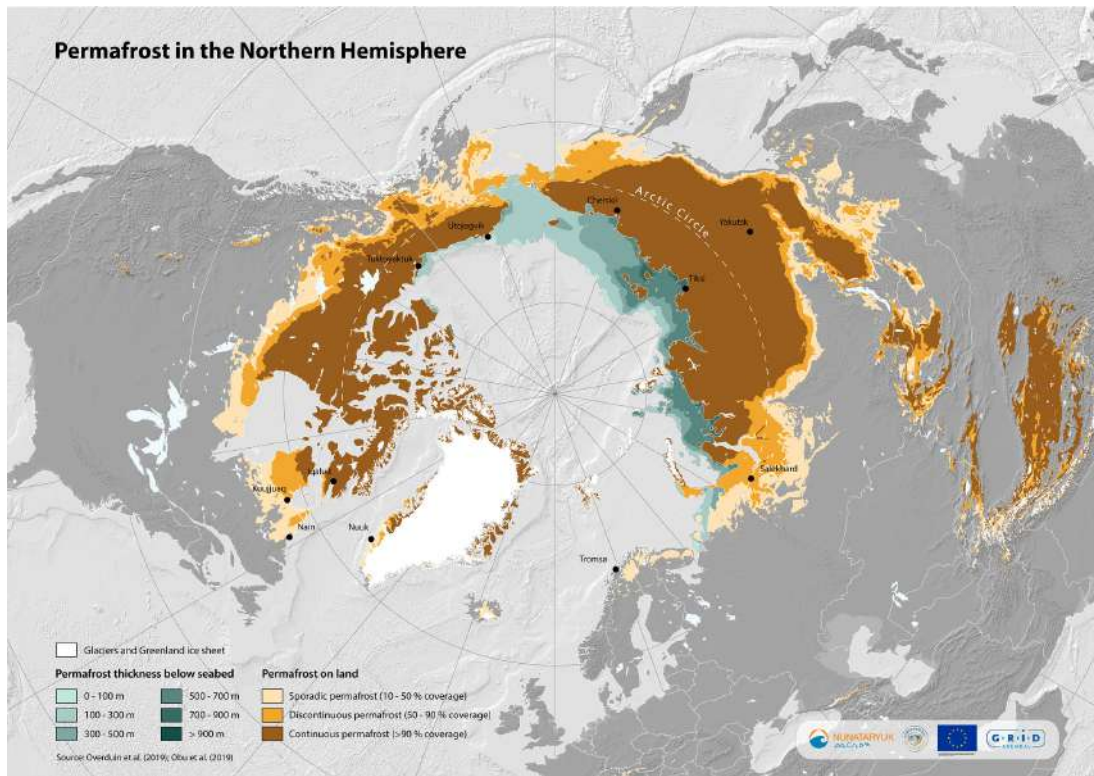 Permafrost in the Northern Hemisphere
Arctic Circle
Cherskii
Yakutsk
Utqiagvik
Tuktoyaktuk
Tiksi
Salekhard
Iqaluit
Kuujjuaq
Nain
Nuuk
Tromsø
Glaciers and Greenland ice sheet
Permafrost thickness below seabed
0 - 100 m
100 - 300 m
300 - 500 m
500 - 700 m
700 - 900 m
> 900 m
Permafrost on land
Sporadic permafrost (10 - 50 % coverage)
Discontinuous permafrost (50 - 90 % coverage)
Continuous permafrost (>90 % coverage)
Source: Overduin et al. (2019); Obu et al. (2019)
NUNATARYUK
G R I D
ARENDAL